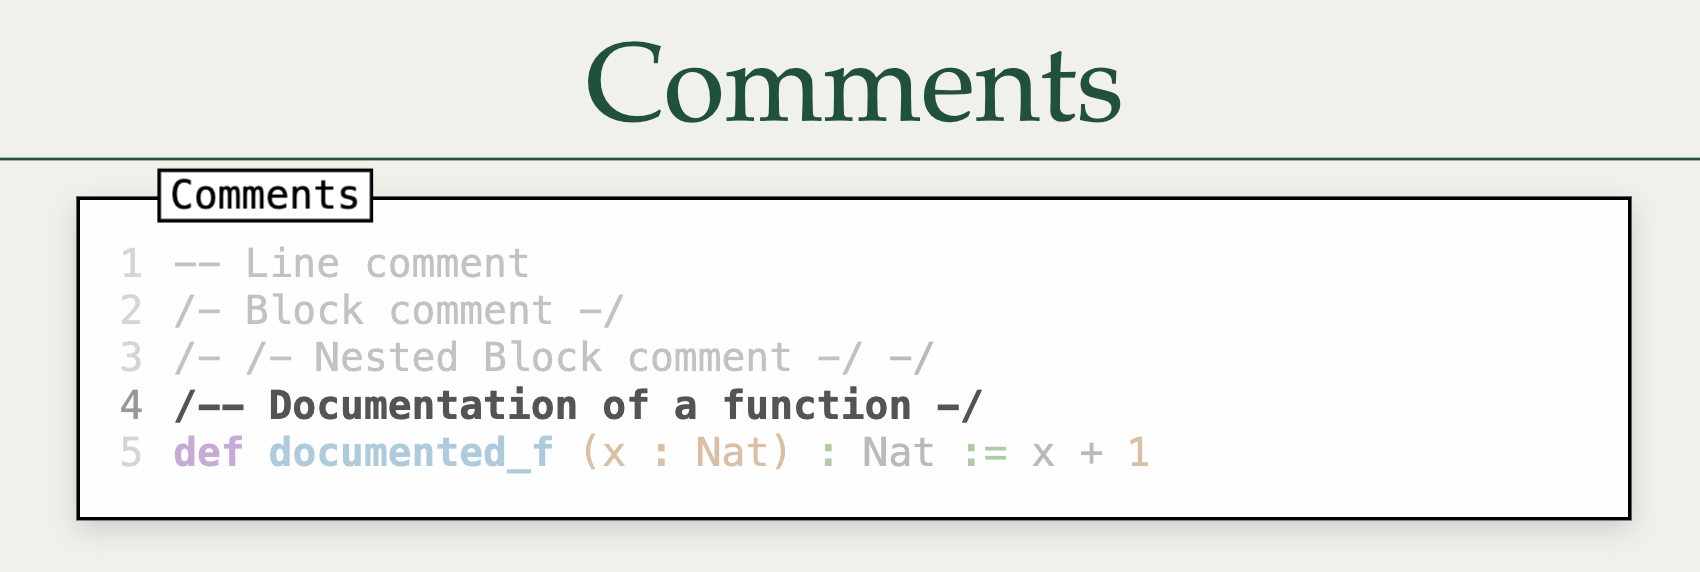 Comments
Comments
1 -- Line comment
2 /- Block comment -/
3 /- /- Nested Block comment -/ -/
4 /-- Documentation of a function -/
5 def documented_f (x : Nat) : Nat := x + 1